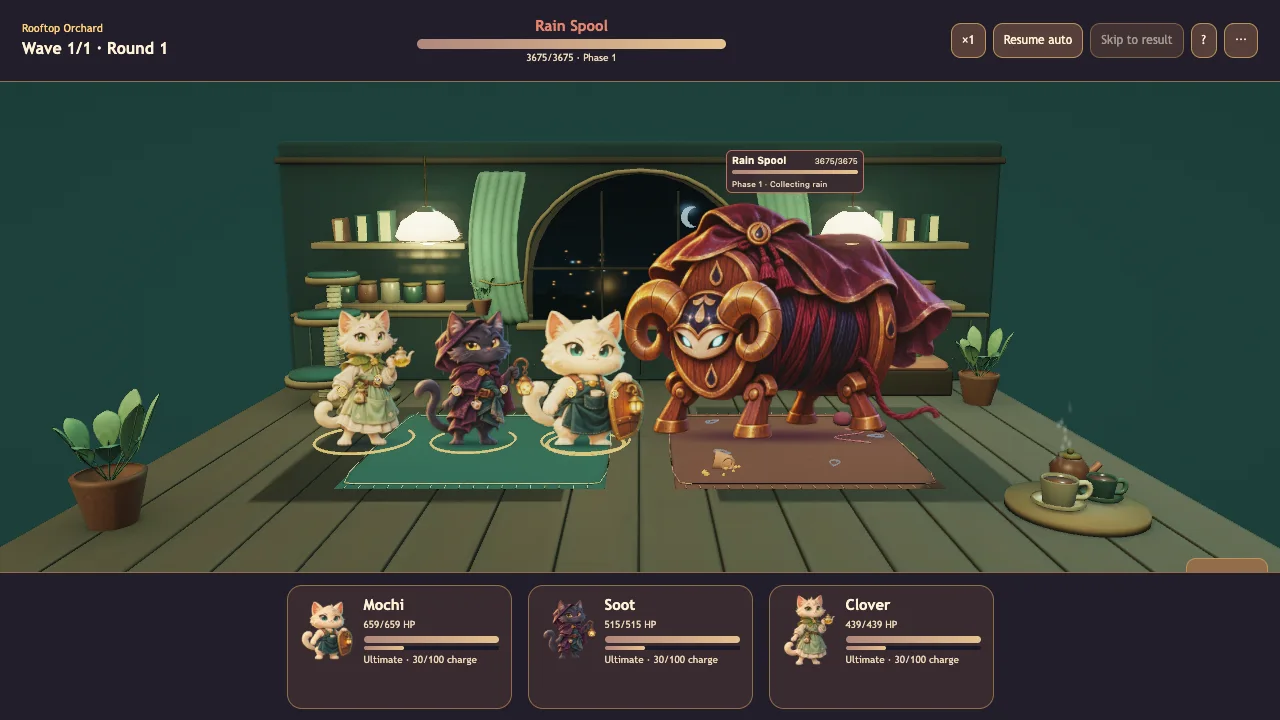 Rooftop Orchard
Wave 1/1 · Round 1
Rain Spool
3675/3675 · Phase 1
×1
Resume auto
Skip to result
?
···
Rain Spool 3675/3675
Phase 1 · Collecting rain
Mochi
659/659 HP
Ultimate · 30/100 charge
Soot
515/515 HP
Ultimate · 30/100 charge
Clover
439/439 HP
Ultimate · 30/100 charge